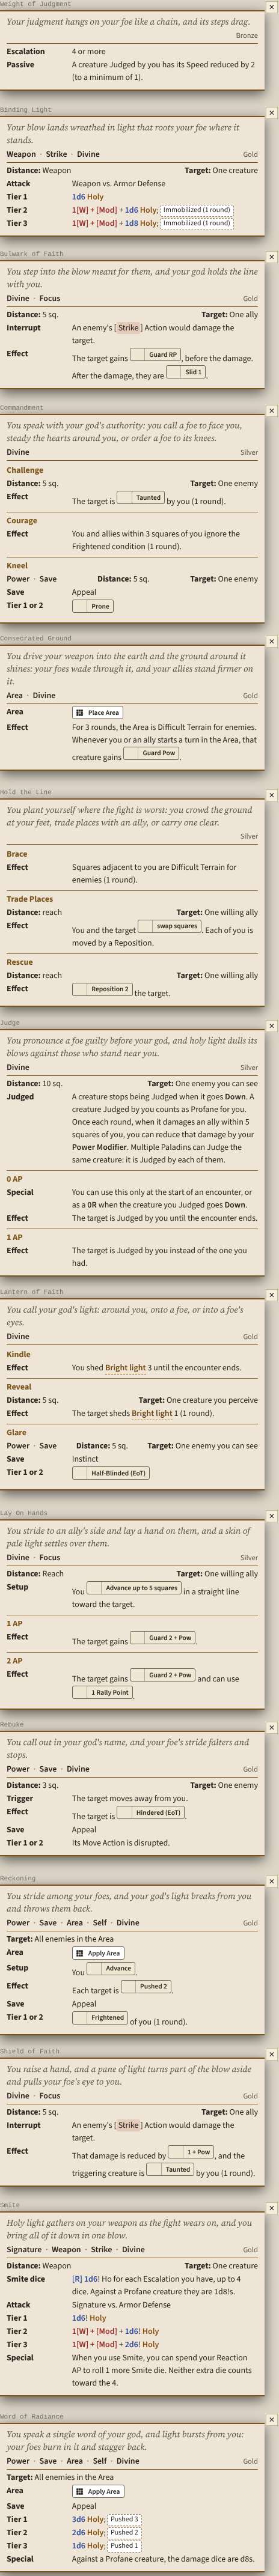 Weight of Judgment
×
Your judgment hangs on your foe like a chain, and its steps drag.
Bronze
Escalation 4 or more
Passive A creature Judged by you has its Speed reduced by 2
(to a minimum of 1).
Binding Light
×
Your blows land wreathed in light that roots your foe where it
stands.
Weapon · Strike · Divine Gold
Distance: Weapon Target: One creature
Attack Weapon vs. Armor Defense
Tier 1 1d6 Holy
Tier 2 1[W] + [Mod] + 1d6 Holy; Immobilized (1 round)
Tier 3 1[W] + [Mod] + 1d8 Holy; Immobilized (1 round)
Bulwark of Faith
×
You step into the blow meant for them, and your god holds the line
with you.
Divine · Focus Gold
Distance: 5 sq. Target: One ally
Interrupt An enemy's [Strike] Action would damage the
target.
Effect The target gains Guard RP, before the damage.
After the damage, they are Slid 1.
Commandment
×
You speak with your god's authority: you call a foe to face you,
steady the hearts around you, or order a foe to its knees.
Divine Silver
Challenge
Distance: 5 sq. Target: One enemy
Effect The target is Taunted by you (1 round).
Courage
Effect You and allies within 3 squares of you ignore the
Frightened condition (1 round).
Kneel
Power · Save Distance: 5 sq. Target: One enemy
Save Appeal
Tier 1 or 2 Prone
Consecrated Ground
×
You drive your weapon into the earth and the ground around it
shines: your foes wade through it, and your allies stand firmer on
it.
Area · Divine Gold
Area Place Area
Effect For 3 rounds, the Area is Difficult Terrain for enemies.
Whenever you or an ally starts a turn in the Area, that
creature gains Guard Pow.
Hold the Line
×
You plant yourself where the fight is worst: you crowd the ground
at your feet, trade places with an ally, or carry one clear.
Silver
Brace
Effect Squares adjacent to you are Difficult Terrain for
enemies (1 round).
Trade Places
Distance: reach Target: One willing ally
Effect You and the target swap squares. Each of you is
moved by a Reposition.
Rescue
Distance: reach Target: One willing ally
Effect Reposition 2 the target.
Judge
×
You pronounce a foe guilty before your god, and holy light dulls its
blows against those who stand near you.
Divine Silver
Distance: 10 sq. Target: One enemy you can see
Judged A creature stops being Judged when it goes Down. A
creature Judged by you counts as Profane for you.
Once each round, when it damages an ally within 5
squares of you, you can reduce that damage by your
Power Modifier. Multiple Paladins can Judge the
same creature: it is Judged by each of them.
0 AP
Special You can use this only at the start of an encounter, or
as a 0R when the creature you Judged goes Down.
Effect The target is Judged by you until the encounter ends.
1 AP
Effect The target is Judged by you instead of the one you
had.
Lantern of Faith
×
You call your god's light: around you, onto a foe, or into a foe's
eyes.
Divine Gold
Kindle
Effect You shed Bright light 3 until the encounter ends.
Reveal
Distance: 5 sq. Target: One creature you perceive
Effect The target sheds Bright light 1 (1 round).
Glare
Power · Save Distance: 5 sq. Target: One enemy you can see
Save Instinct
Tier 1 or 2 Half-Blinded (EoT)
Lay On Hands
×
You stride to an ally's side and lay a hand on them, and a skin of
pale light settles over them.
Divine · Focus Silver
Distance: Reach Target: One willing ally
Setup You Advance up to 5 squares in a straight line
toward the target.
1 AP
Effect The target gains Guard 2 + Pow.
2 AP
Effect The target gains Guard 2 + Pow and can use
1 Rally Point.
Rebuke
×
You call out in your god's name, and your foe's stride falters and
stops.
Power · Save · Divine Gold
Distance: 3 sq. Target: One enemy
Trigger The target moves away from you.
Effect The target is Hindered (EoT).
Save Appeal
Tier 1 or 2 Its Move Action is disrupted.
Reckoning
×
You stride among your foes, and your god's light breaks from you
and throws them back.
Power · Save · Area · Self · Divine Gold
Target: All enemies in the Area
Area Apply Area
Setup You Advance.
Effect Each target is Pushed 2.
Save Appeal
Tier 1 or 2 Frightened of you (1 round).
Shield of Faith
×
You raise a hand, and a pane of light turns part of the blow aside
and pulls your foe's eye to you.
Divine · Focus Gold
Distance: 5 sq. Target: One ally
Interrupt An enemy's [Strike] Action would damage the
target.
Effect That damage is reduced by 1 + Pow, and the
triggering creature is Taunted by you (1 round).
Smite
×
Holy light gathers on your weapon as the fight wears on, and you
bring all of it down in one blow.
Signature · Weapon · Strike · Divine Gold
Distance: Weapon Target: One creature
Smite dice [R] 1d6! Ho for each Escalation you have, up to 4
dice. Against a Profane creature they are 1d8!s.
Attack Signature vs. Armor Defense
Tier 1 1d6! Holy
Tier 2 1[W] + [Mod] + 1d6! Holy
Tier 3 1[W] + [Mod] + 2d6! Holy
Special When you use Smite, you can spend your Reaction
AP to roll 1 more Smite die. Neither extra die counts
toward the 4.
Word of Radiance
×
You speak a single word of your god, and light bursts from you:
your foes burn in it and stagger back.
Power · Save · Area · Self · Divine Gold
Target: All enemies in the Area
Area Apply Area
Save Appeal
Tier 1 3d6 Holy; Pushed 3
Tier 2 2d6 Holy; Pushed 2
Tier 3 1d6 Holy; Pushed 1
Special Against a Profane creature, the damage dice are d8s.